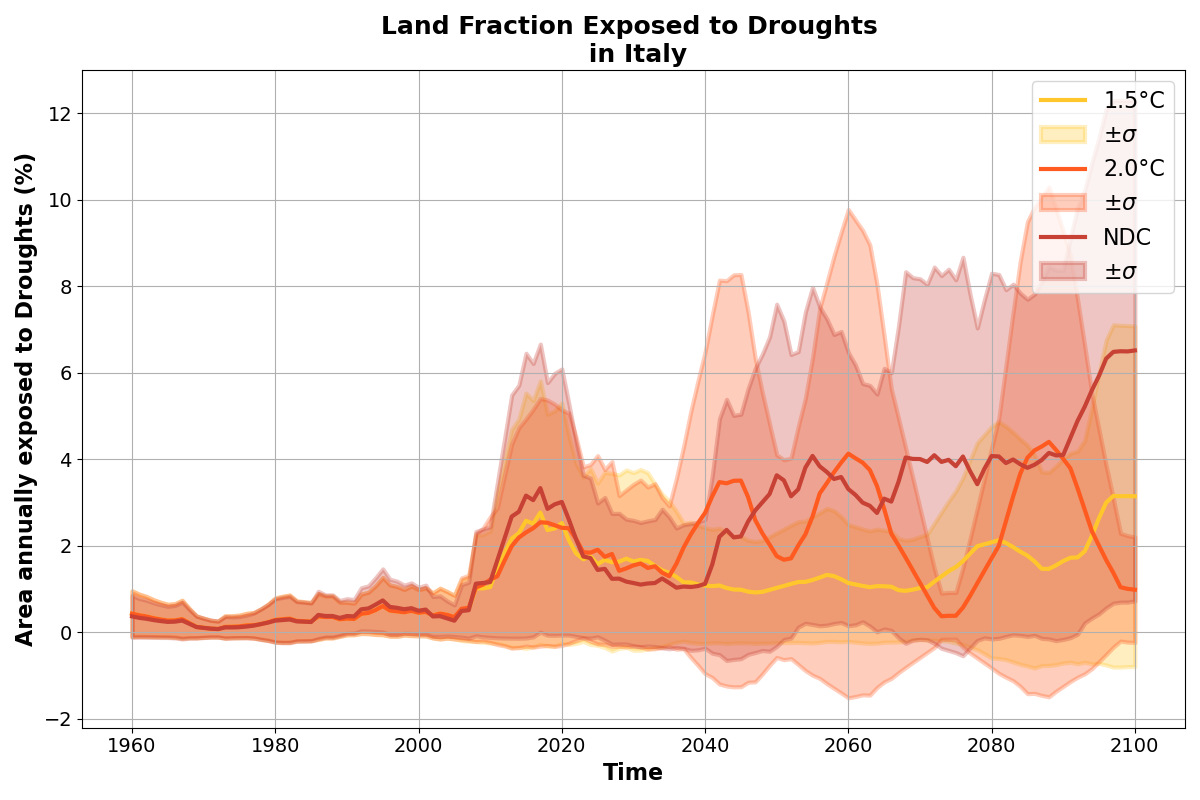 Land Fraction Exposed to Droughts
in Italy
Area annually exposed to Droughts (%)
12
10
8
6
4
2
0
−2
1.5°C
±σ
2.0°C
±σ
NDC
±σ
1960 1980 2000 2020 2040 2060 2080 2100
Time